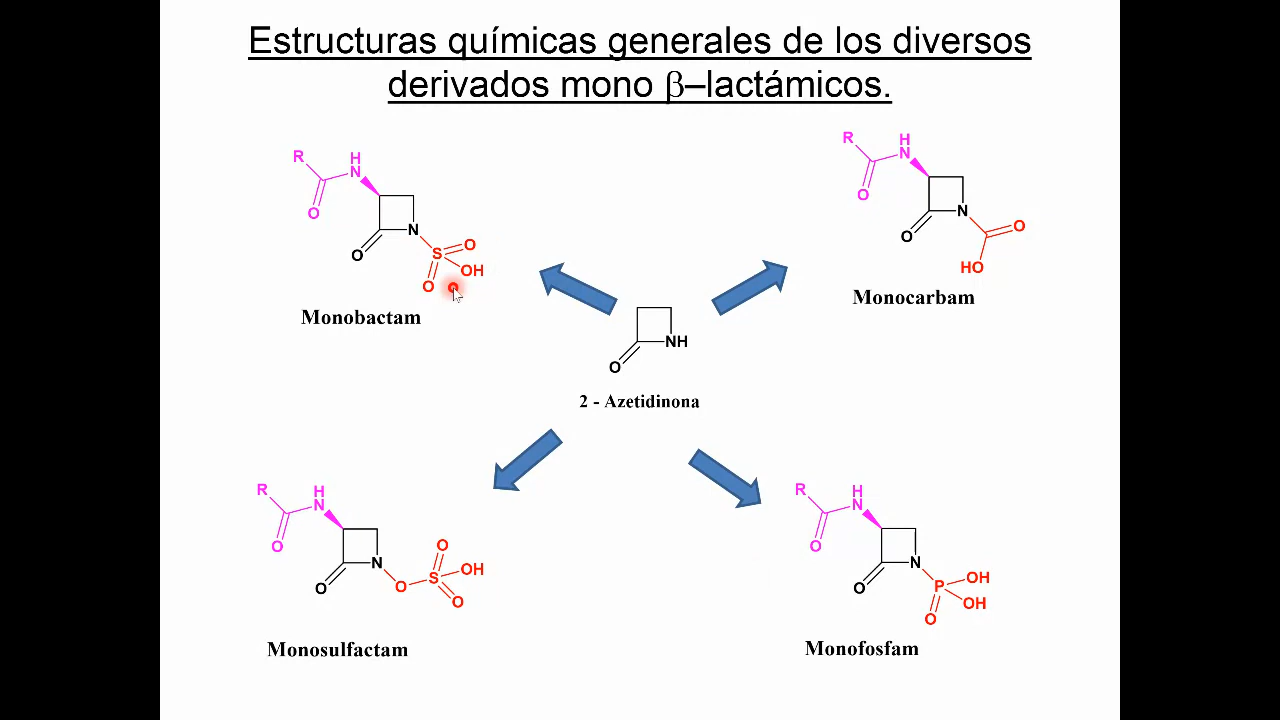 Estructuras químicas generales de los diversos
derivados mono β–lactámicos.
R
H
N
O
O
N
S
O
OH
O
Monobactam
R
H
N
O
O
N
O
HO
Monocarbam
O
NH
2 - Azetidinona
R
H
N
O
O
N
O
S
O
OH
O
Monosulfactam
R
H
N
O
O
N
P
OH
OH
O
Monofosfam